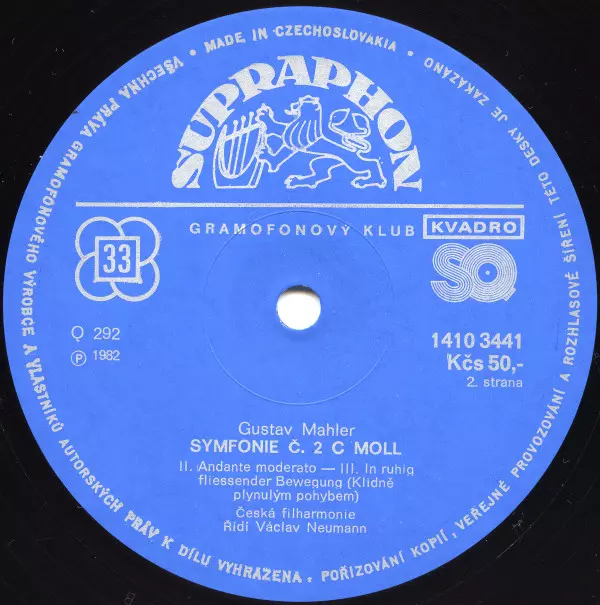 VŠECHNA PRÁVA GRAMOFONOVÉHO VÝROBCE A VLASTNÍKŮ AUTORSKÝCH PRÁV K DÍLU VYHRAZENA. POŘIZOVÁNÍ KOPIÍ, VEŘEJNÉ PROVOZOVÁNÍ A ROZHLASOVÉ ŠÍŘENÍ TÉTO DESKY JE ZAKÁZÁNO • MADE IN CZECHOSLOVAKIA •
SUPRAPHON
GRAMOFONOVÝ KLUB
KVADRO
33
SQ
Q 292
Ⓟ 1982
1410 3441
Kčs 50,-
2. strana
Gustav Mahler
SYMFONIE Č. 2 C MOLL
II. Andante moderato — III. In ruhig
fliessender Bewegung (Klidně
plynulým pohybem)
Česká filharmonie
Řídí Václav Neumann